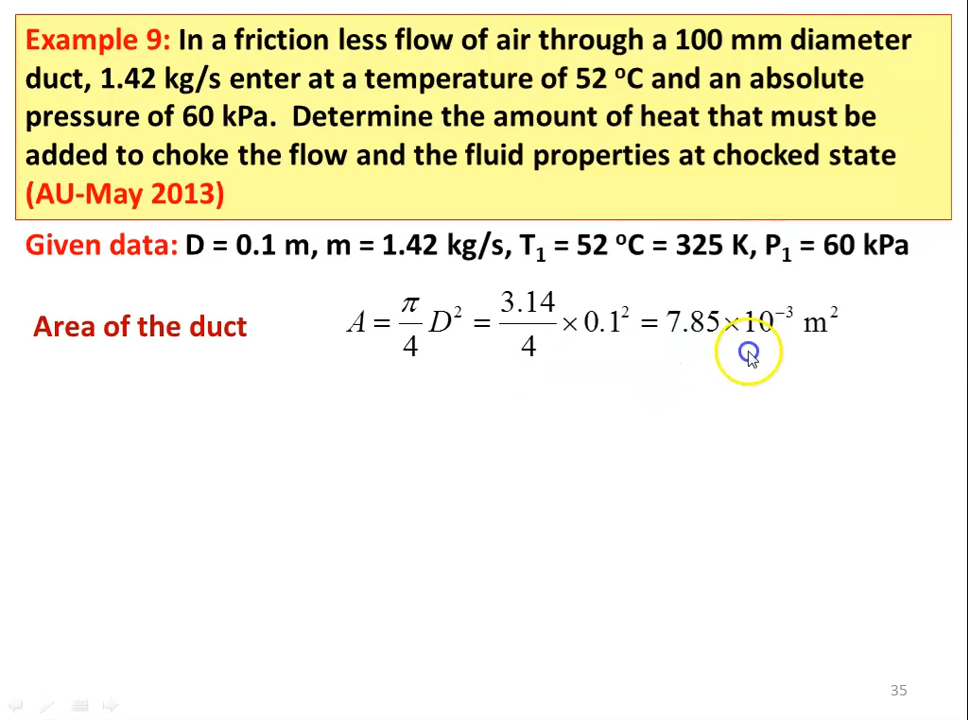 Example 9: In a friction less flow of air through a 100 mm diameter
duct, 1.42 kg/s enter at a temperature of 52 ᵒC and an absolute
pressure of 60 kPa. Determine the amount of heat that must be
added to choke the flow and the fluid properties at chocked state
(AU-May 2013)
Given data: D = 0.1 m, m = 1.42 kg/s, T₁ = 52 ᵒC = 325 K, P₁ = 60 kPa
Area of the duct A = π/4 D² = 3.14/4 × 0.1² = 7.85×10⁻³ m²
35